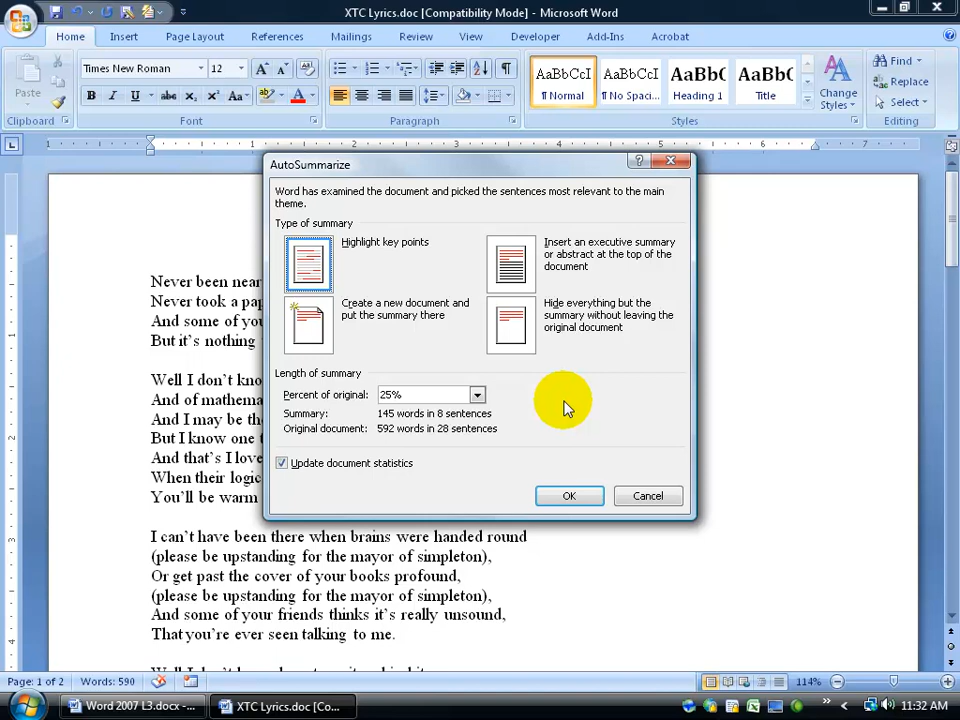 XTC Lyrics.doc [Compatibility Mode] - Microsoft Word
Home Insert Page Layout References Mailings Review View Developer Add-Ins Acrobat
Times New Roman 12
AaBbCcI AaBbCcI AaBbC AaBb
Find
Replace
Select
Paste
B I U abc X₂ X² Aa ab A
¶ Normal ¶ No Spaci... Heading 1 Title
Change
Styles
Clipboard Font Paragraph Styles Editing
AutoSummarize
Word has examined the document and picked the sentences most relevant to the main
theme.
Type of summary
Highlight key points
Insert an executive summary
or abstract at the top of the
document
Create a new document and
put the summary there
Hide everything but the
summary without leaving the
original document
Length of summary
Percent of original: 25%
Summary: 145 words in 8 sentences
Original document: 592 words in 28 sentences
Update document statistics
OK Cancel
Never been near
Never took a pap
And some of you
But it's nothing
Well I don't kno
And of mathema
And I may be the
But I know one t
And that's I love
When their logic
You'll be warm
I can't have been there when brains were handed round
(please be upstanding for the mayor of simpleton),
Or get past the cover of your books profound,
(please be upstanding for the mayor of simpleton),
And some of your friends thinks it's really unsound,
That you're ever seen talking to me.
Page: 1 of 2 Words: 590 114%
Word 2007 L3.docx -... XTC Lyrics.doc [Co... 11:32 AM